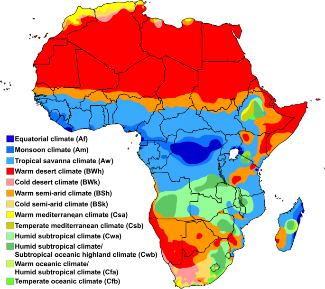 Equatorial climate (Af)
Monsoon climate (Am)
Tropical savanna climate (Aw)
Warm desert climate (BWh)
Cold desert climate (BWk)
Warm semi-arid climate (BSh)
Cold semi-arid climate (BSk)
Warm mediterranean climate (Csa)
Temperate mediterranean climate (Csb)
Humid subtropical climate (Cwa)
Humid subtropical climate/
Subtropical oceanic highland climate (Cwb)
Warm oceanic climate/
Humid subtropical climate (Cfa)
Temperate oceanic climate (Cfb)